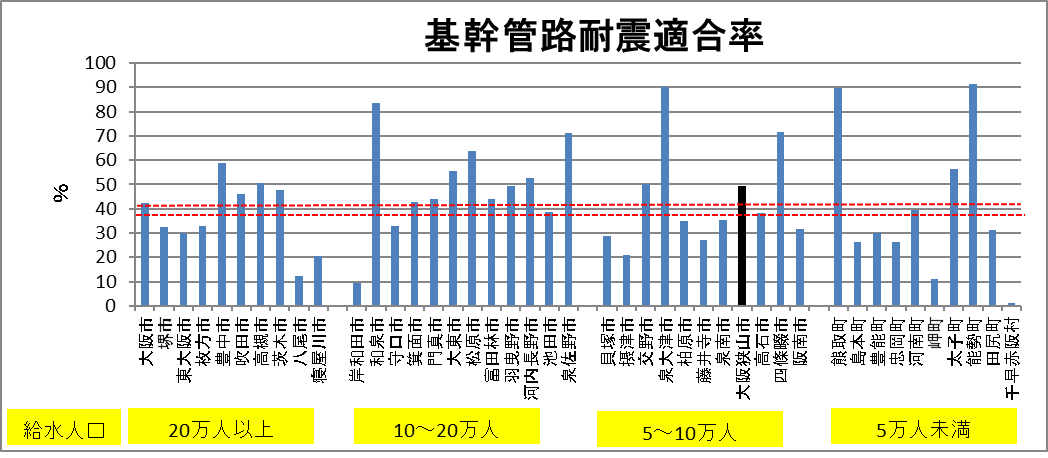 基幹管路耐震適合率
%
100
90
80
70
60
50
40
30
20
10
0
大阪市
堺市
東大阪市
枚方市
豊中市
吹田市
高槻市
茨木市
八尾市
寝屋川市
岸和田市
和泉市
守口市
箕面市
門真市
大東市
松原市
富田林市
羽曳野市
河内長野市
池田市
泉佐野市
貝塚市
摂津市
交野市
泉大津市
柏原市
藤井寺市
泉南市
大阪狭山市
高石市
四條畷市
阪南市
熊取町
島本町
豊能町
忠岡町
河南町
岬町
太子町
能勢町
田尻町
千早赤阪村
給水人口
20万人以上
10～20万人
5～10万人
5万人未満